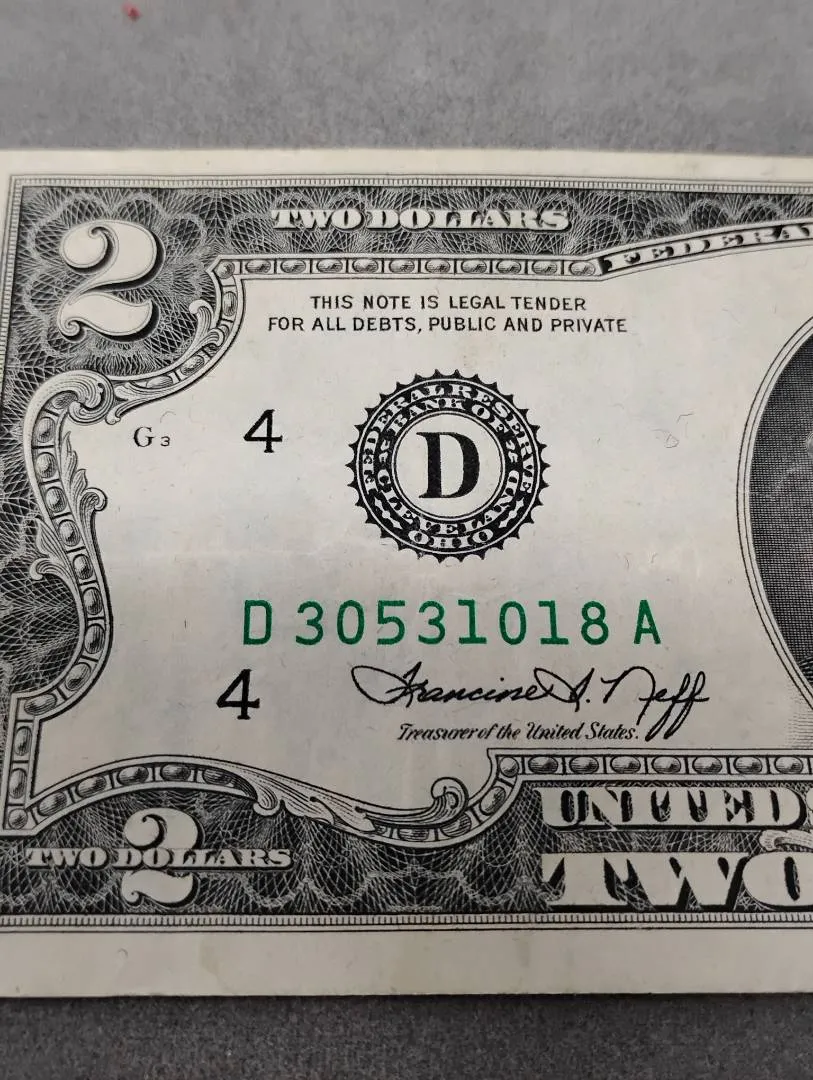 2
TWO DOLLARS
FEDERA
THIS NOTE IS LEGAL TENDER
FOR ALL DEBTS, PUBLIC AND PRIVATE
G3
4
FEDERAL RESERVE
BANK OF
D
CLEVELAND
OHIO
D 30531018 A
4
Francine I. Neff
Treasurer of the United States.
2
TWO DOLLARS
UNITED S
TWO